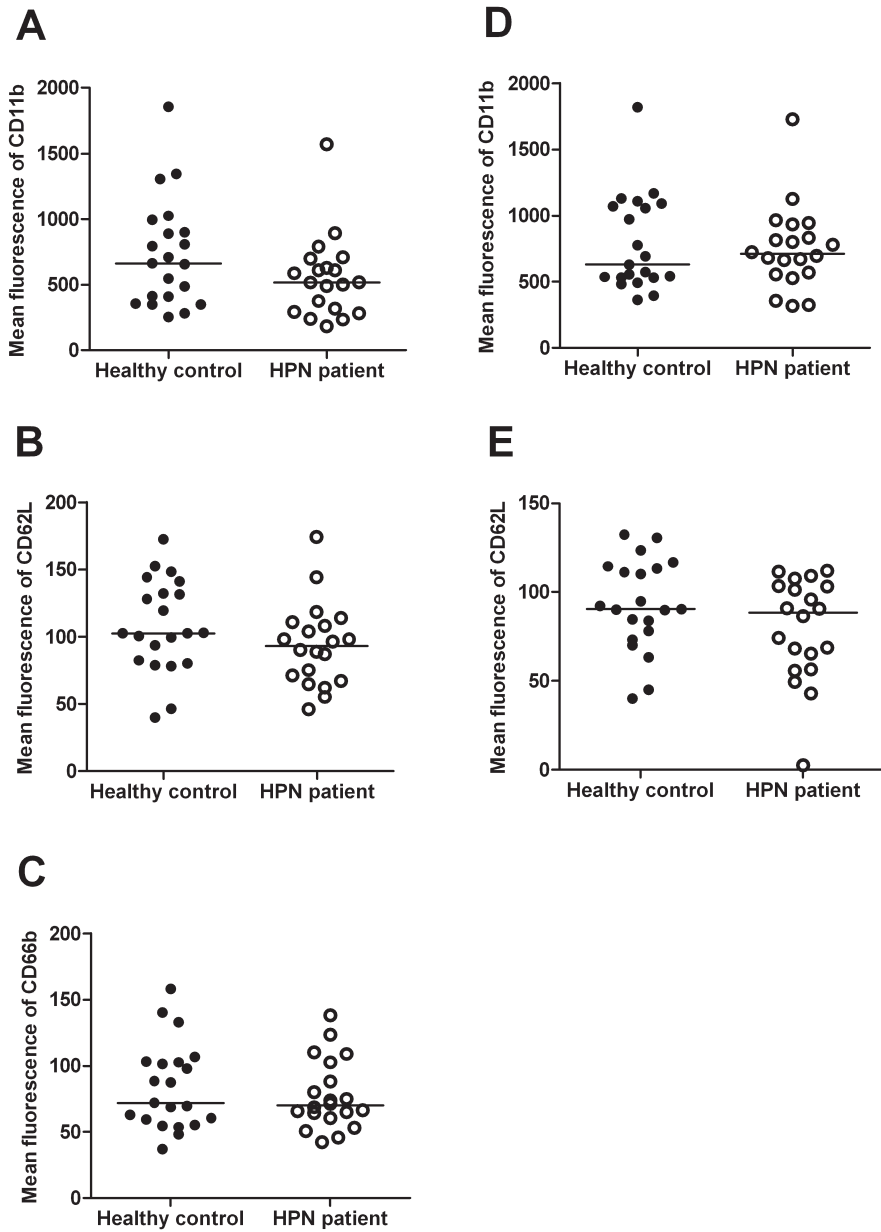 A
Mean fluorescence of CD11b
2000
1500
1000
500
0
Healthy control HPN patient
D
Mean fluorescence of CD11b
2000
1500
1000
500
0
Healthy control HPN patient
B
Mean fluorescence of CD62L
200
150
100
50
0
Healthy control HPN patient
E
Mean fluorescence of CD62L
150
100
50
0
Healthy control HPN patient
C
Mean fluorescence of CD66b
200
150
100
50
0
Healthy control HPN patient